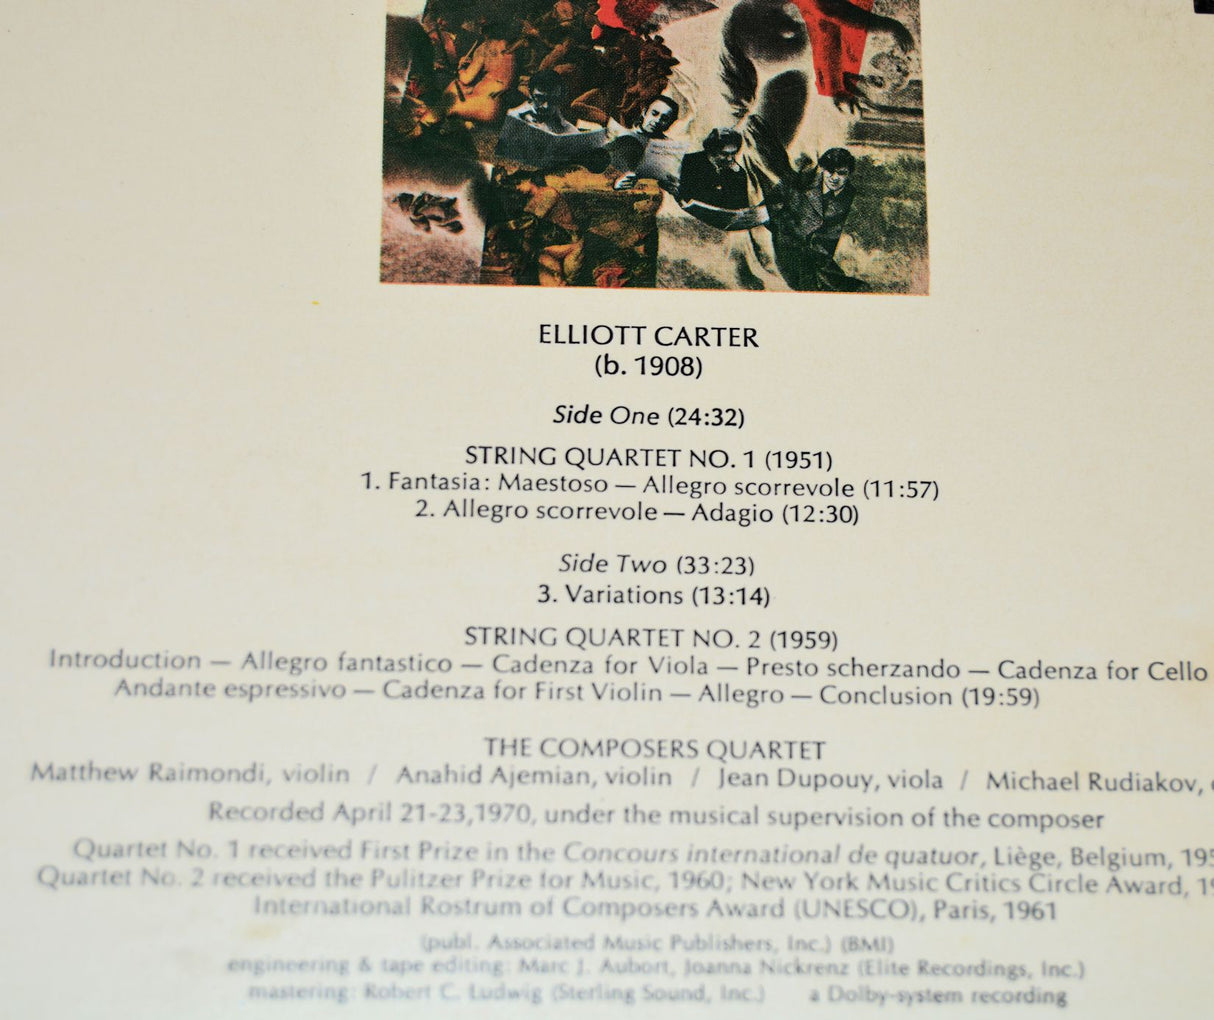 ELLIOTT CARTER
(b. 1908)
Side One (24:32)
STRING QUARTET NO. 1 (1951)
1. Fantasia: Maestoso — Allegro scorrevole (11:57)
2. Allegro scorrevole — Adagio (12:30)
Side Two (33:23)
3. Variations (13:14)
STRING QUARTET NO. 2 (1959)
Introduction — Allegro fantastico — Cadenza for Viola — Presto scherzando — Cadenza for Cello
Andante espressivo — Cadenza for First Violin — Allegro — Conclusion (19:59)
THE COMPOSERS QUARTET
Matthew Raimondi, violin / Anahid Ajemian, violin / Jean Dupouy, viola / Michael Rudiakov,
Recorded April 21-23,1970, under the musical supervision of the composer
Quartet No. 1 received First Prize in the Concours international de quatuor, Liège, Belgium,
Quartet No. 2 received the Pulitzer Prize for Music, 1960; New York Music Critics Circle Award,
International Rostrum of Composers Award (UNESCO), Paris, 1961
(publ. Associated Music Publishers, Inc.) (BMI)
engineering & tape editing: Marc J. Aubort, Joanna Nickrenz (Elite Recordings, Inc.)
mastering: Robert C. Ludwig (Sterling Sound, Inc.) a Dolby-system recording